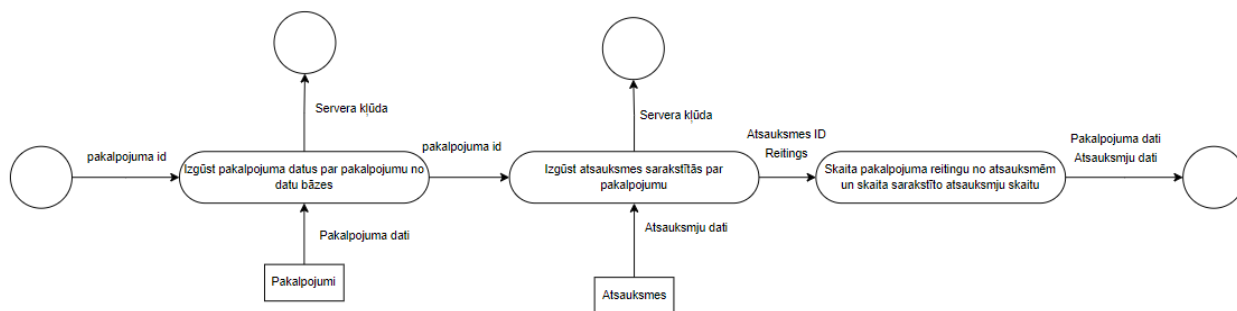 Servera kļūda
Servera kļūda
pakalpojuma id
Izgūst pakalpojuma datus par pakalpojumu no
datu bāzes
pakalpojuma id
Izgūst atsauksmes sarakstītās par
pakalpojumu
Atsauksmes ID
Reitings
Skaita pakalpojuma reitingu no atsauksmēm
un skaita sarakstīto atsauksmju skaitu
Pakalpojuma dati
Atsauksmju dati
Pakalpojuma dati
Atsauksmju dati
Pakalpojumi
Atsauksmes